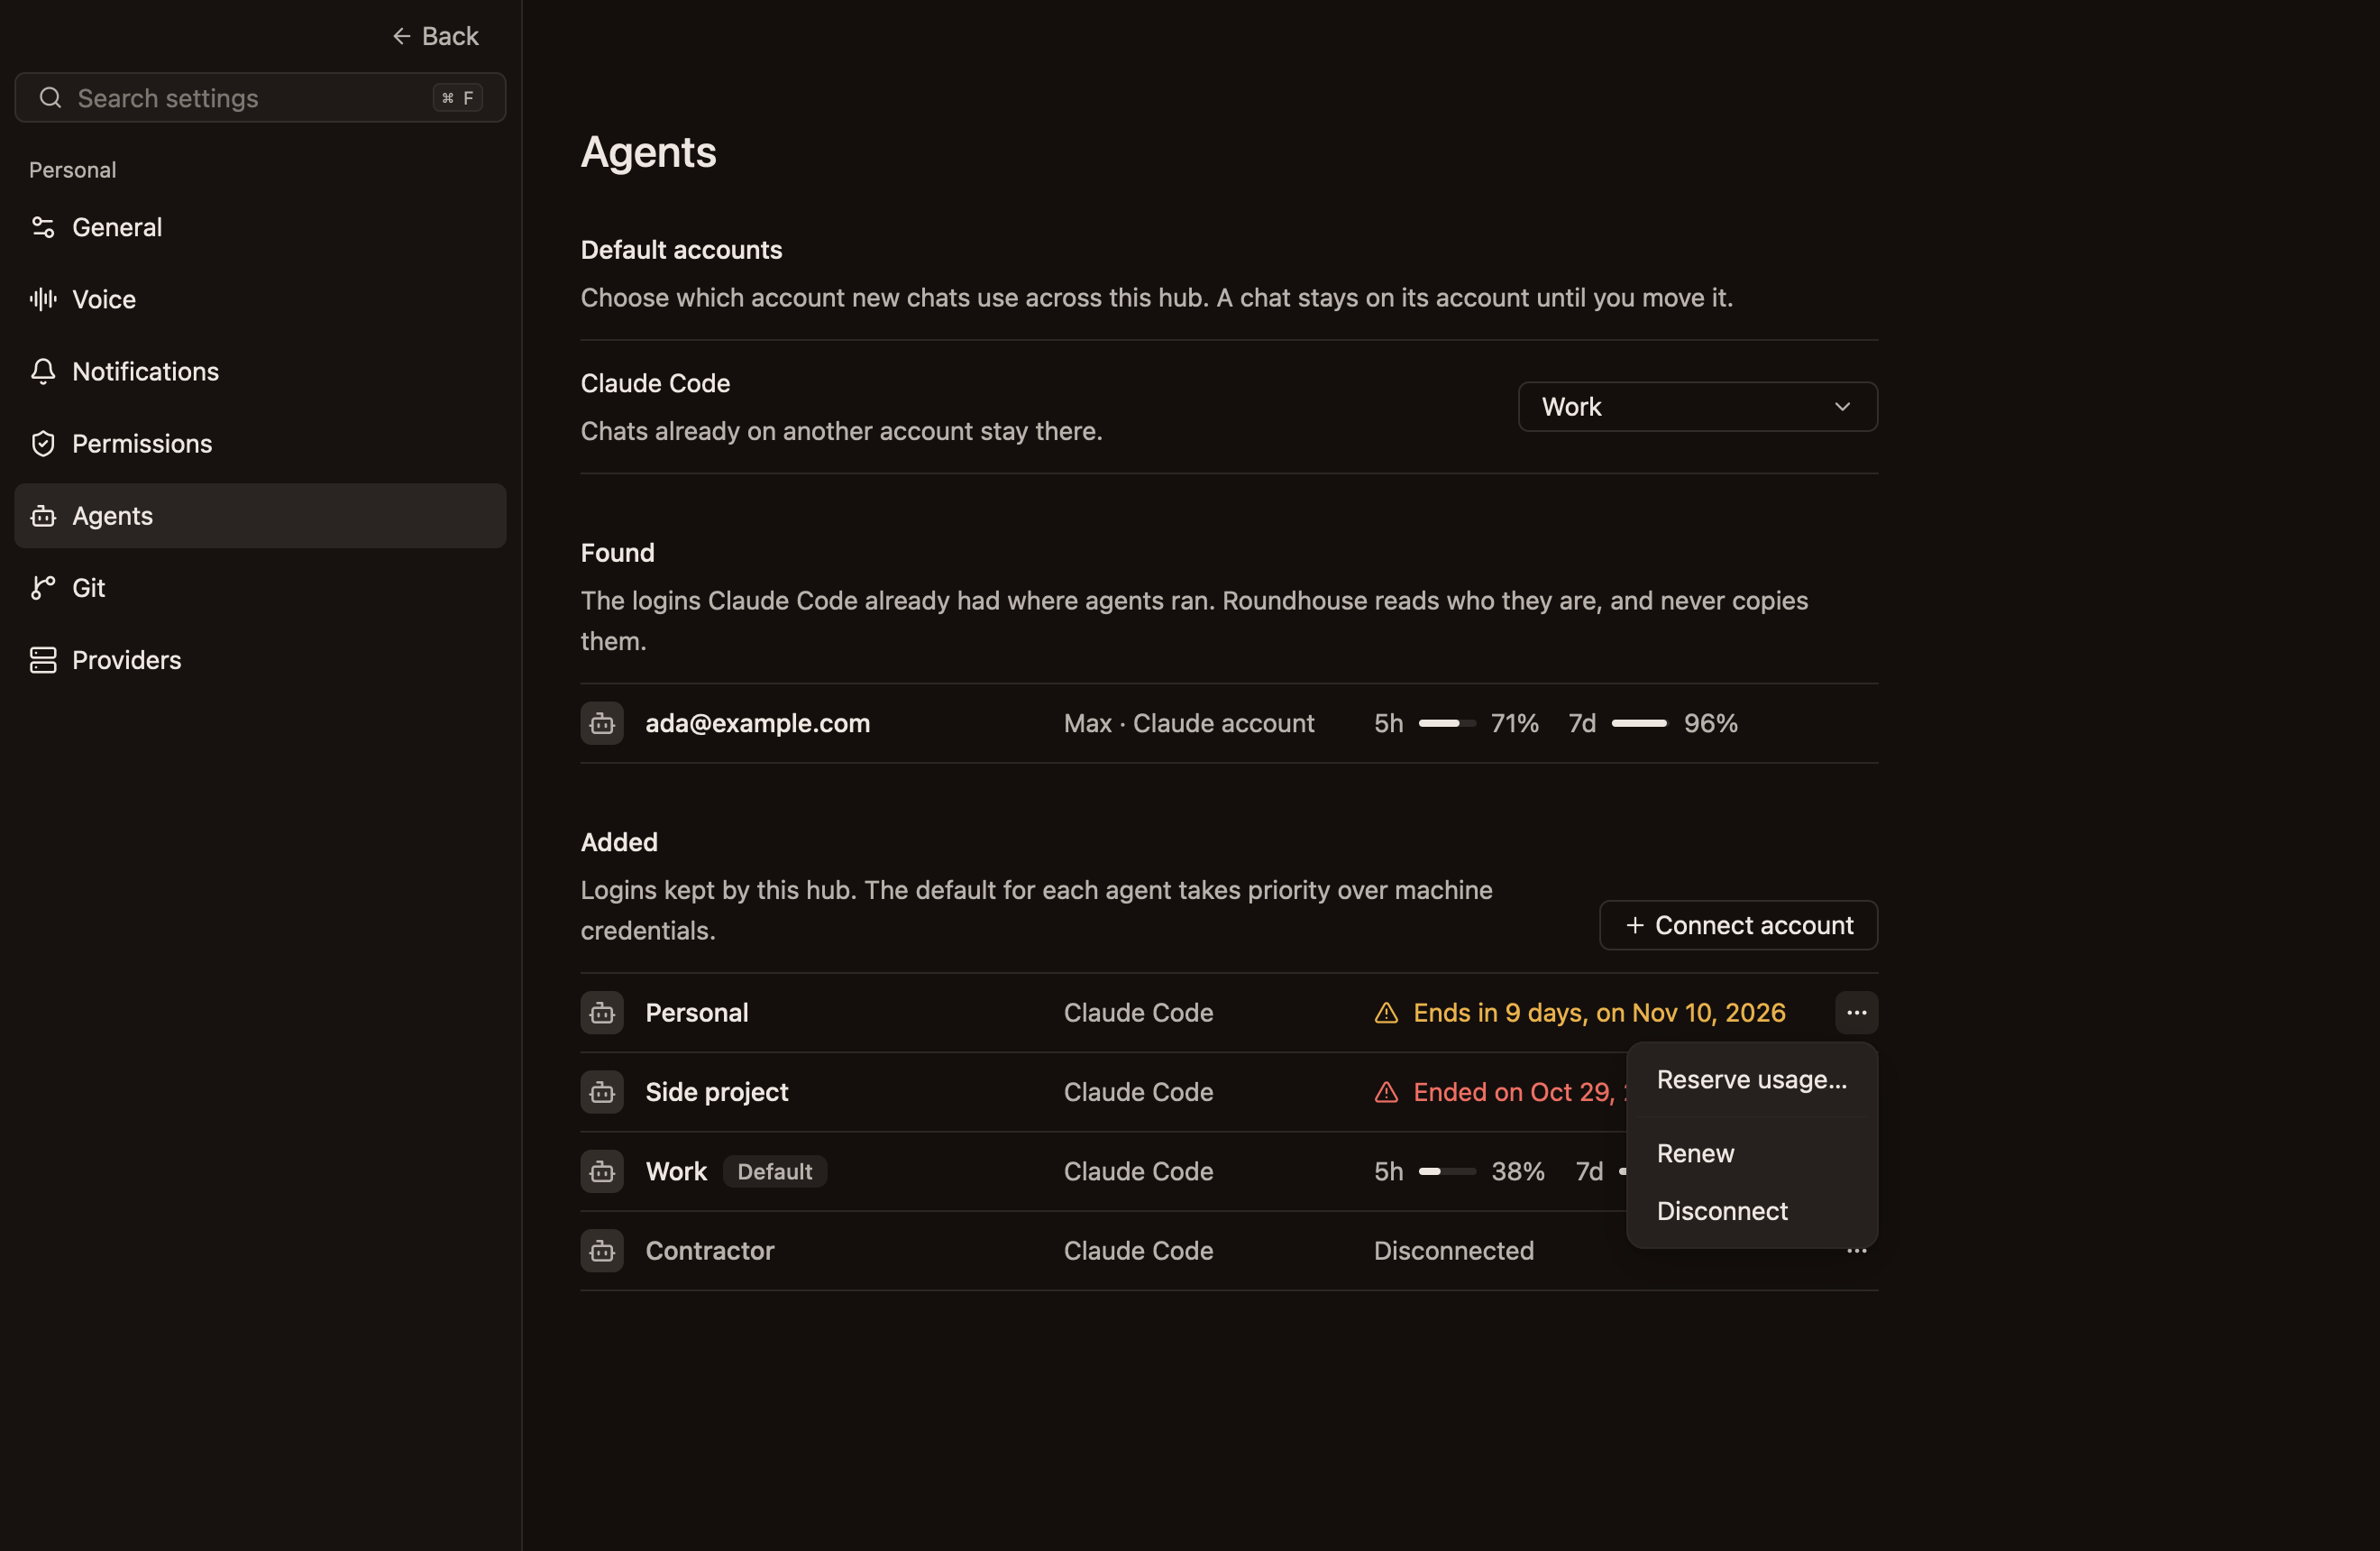 ← Back
Search settings ⌘ F
Personal
General
Voice
Notifications
Permissions
Agents
Git
Providers
Agents
Default accounts
Choose which account new chats use across this hub. A chat stays on its account until you move it.
Claude Code
Chats already on another account stay there.
Work
Found
The logins Claude Code already had where agents ran. Roundhouse reads who they are, and never copies
them.
ada@example.com Max · Claude account 5h 71% 7d 96%
Added
Logins kept by this hub. The default for each agent takes priority over machine
credentials.
+ Connect account
Personal Claude Code Ends in 9 days, on Nov 10, 2026 ...
Side project Claude Code Ended on Oct 29,
Work Default Claude Code 5h 38% 7d
Contractor Claude Code Disconnected ...
Reserve usage...
Renew
Disconnect